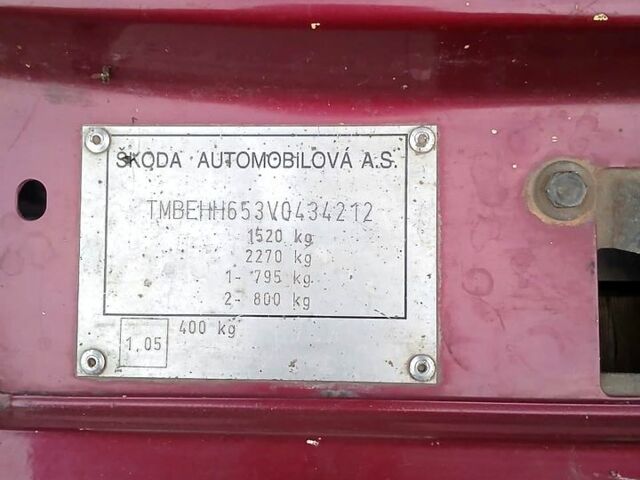 ŠKODA AUTOMOBILOVÁ A.S.
TMBEHH653V0434212
1520 kg
2270 kg
1- 795 kg
2- 800 kg
400 kg
1,05